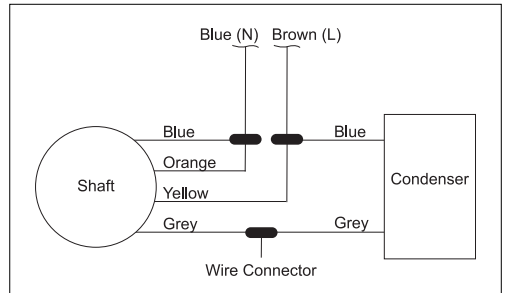 Blue (N) Brown (L)
Blue Blue
Orange
Shaft Condenser
Yellow
Grey Grey
Wire Connector